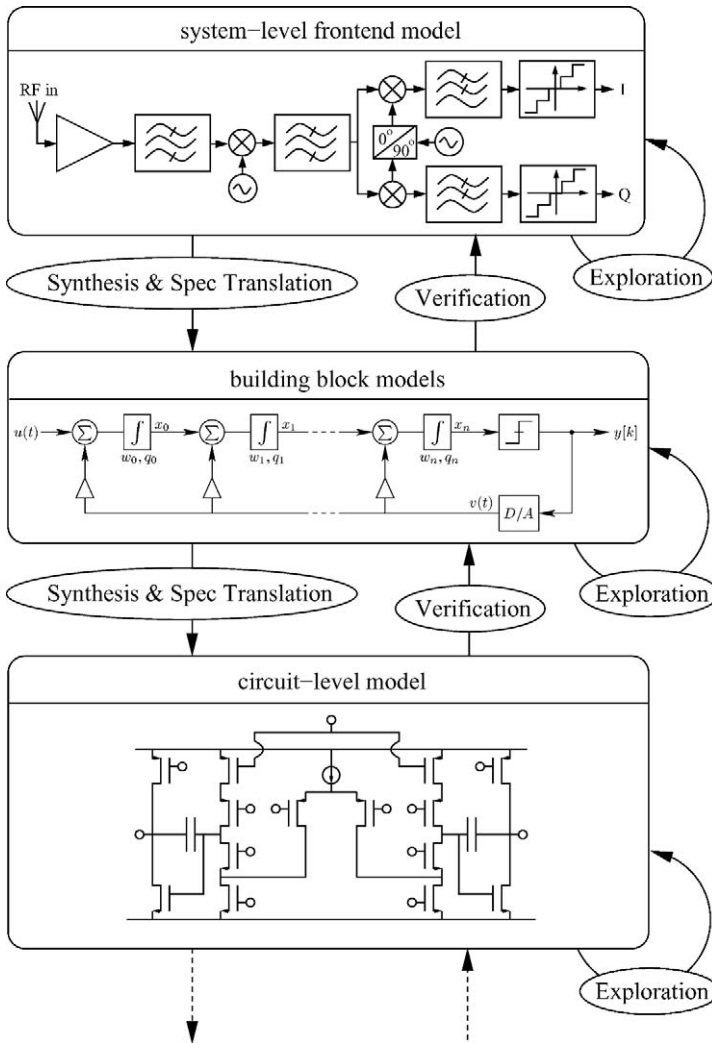 system−level frontend model
RF in
I
0°
90°
Q
Synthesis & Spec Translation
Verification
Exploration
building block models
u(t)
Σ
∫
x₀
Σ
∫
x₁
Σ
∫
xₙ
y[k]
w₀, q₀
w₁, q₁
wₙ, qₙ
v(t)
D/A
Synthesis & Spec Translation
Verification
Exploration
circuit−level model
Exploration